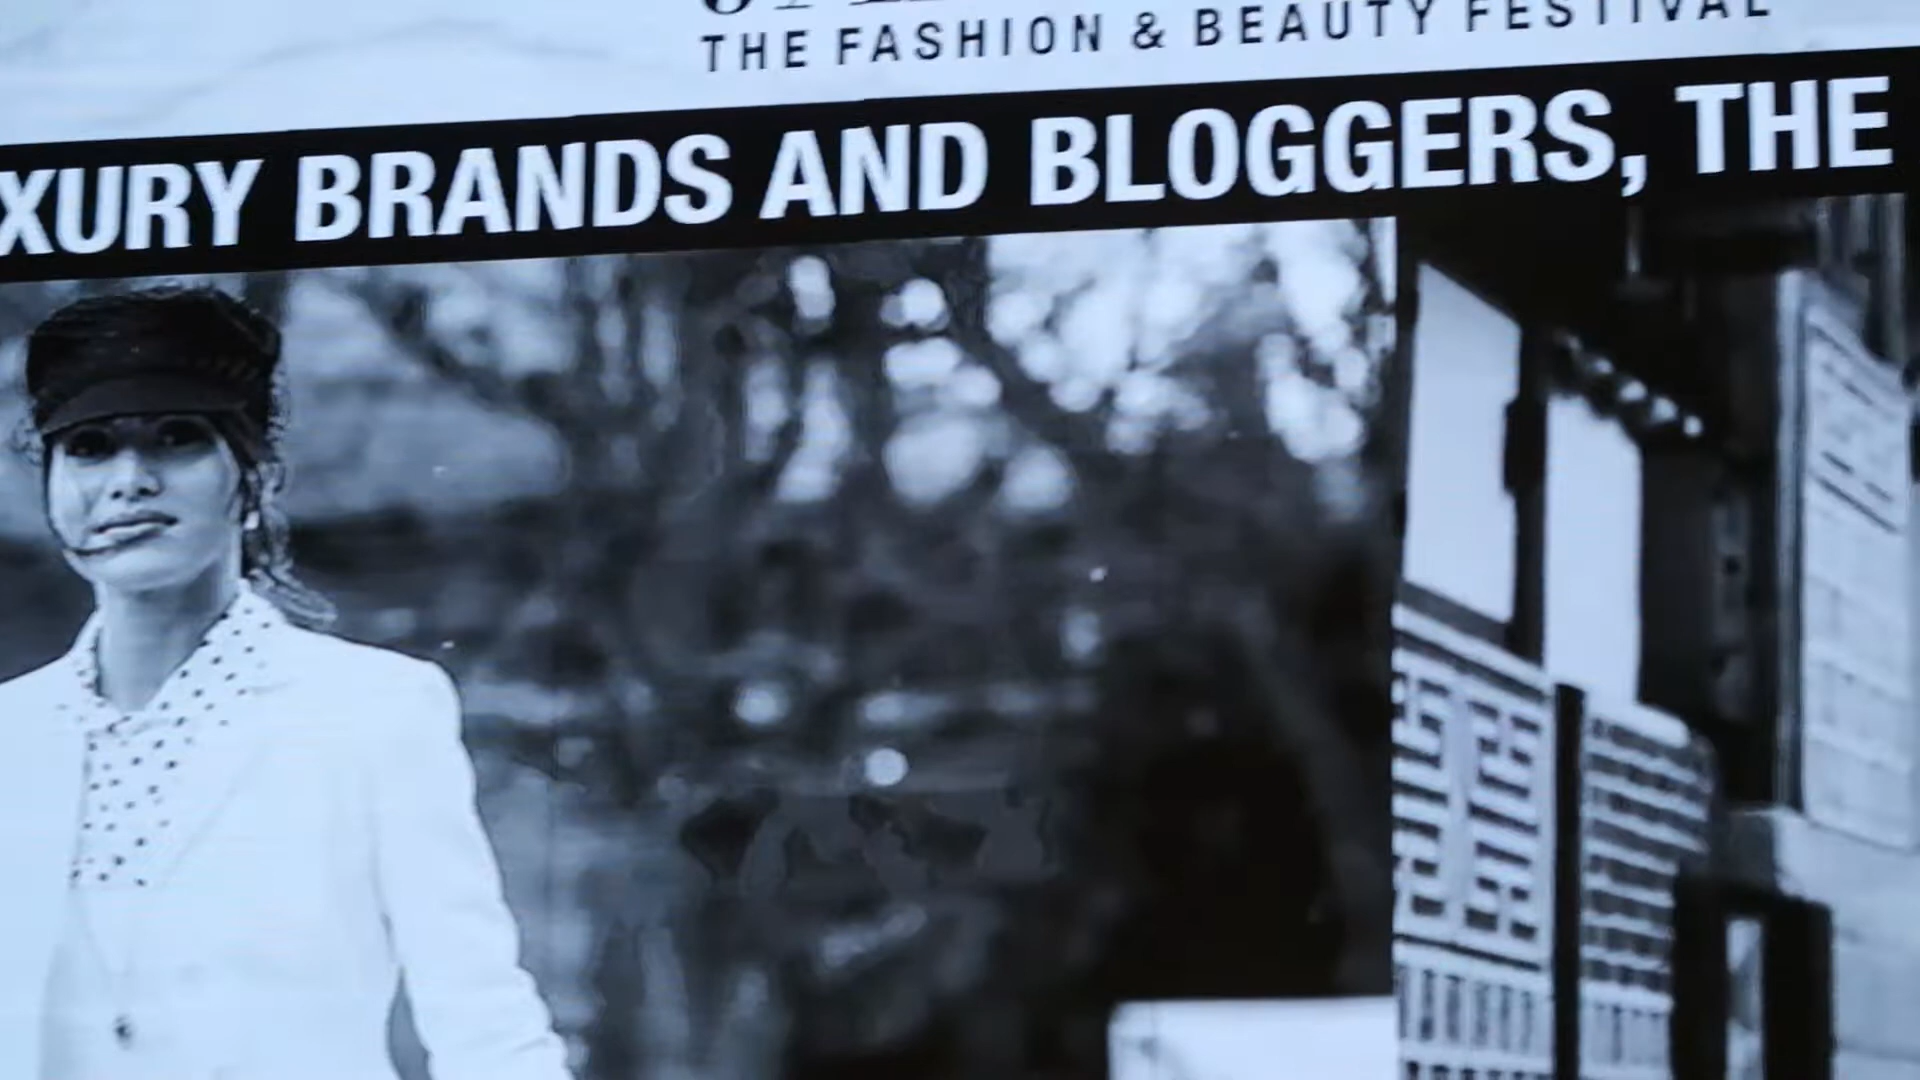 THE FASHION & BEAUTY FESTIVAL
XURY BRANDS AND BLOGGERS, THE